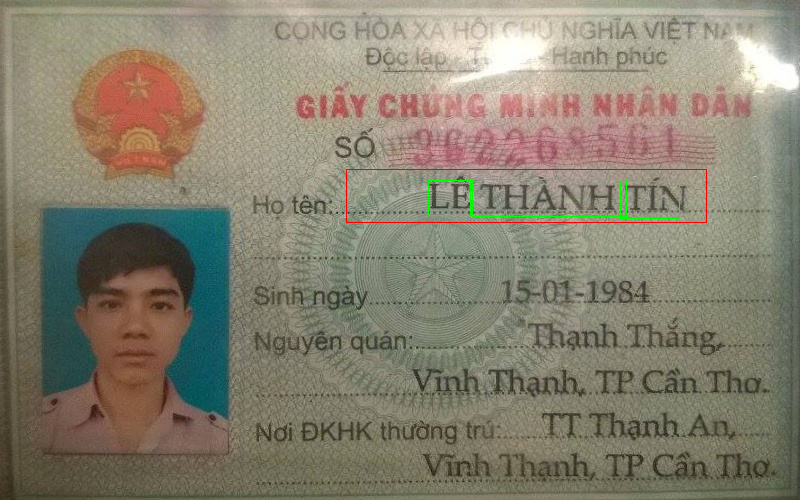 CỘNG HÒA XÃ HỘI CHỦ NGHĨA VIỆT NAM
Độc lập - Hạnh phúc
GIẤY CHỨNG MINH NHÂN DÂN
SỐ
VIỆT NAM
Họ tên: LÊ THÀNH TÍN
Sinh ngày 15-01-1984
Nguyên quán: Thạnh Thắng,
Vĩnh Thạnh, TP Cần Thơ.
Nơi ĐKHK thường trú: TT Thạnh An,
Vĩnh Thạnh, TP Cần Thơ.